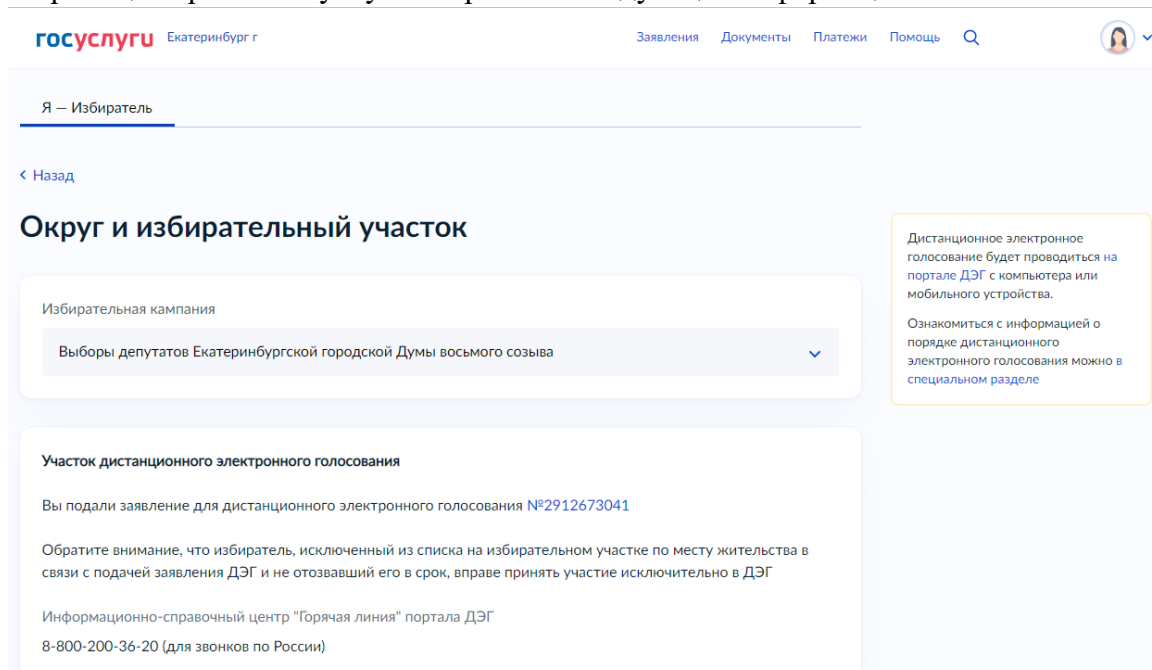 госуслуги Екатеринбург г Заявления Документы Платежи Помощь
Я — Избиратель
Назад
Округ и избирательный участок
Избирательная кампания
Выборы депутатов Екатеринбургской городской Думы восьмого созыва
Дистанционное электронное
голосование будет проводиться на
портале ДЭГ с компьютера или
мобильного устройства.
Ознакомиться с информацией о
порядке дистанционного
электронного голосования можно в
специальном разделе
Участок дистанционного электронного голосования
Вы подали заявление для дистанционного электронного голосования №2912673041
Обратите внимание, что избиратель, исключенный из списка на избирательном участке по месту жительства в
связи с подачей заявления ДЭГ и не отозвавший его в срок, вправе принять участие исключительно в ДЭГ
Информационно-справочный центр "Горячая линия" портала ДЭГ
8-800-200-36-20 (для звонков по России)